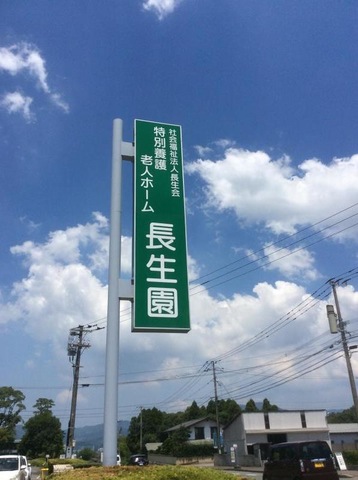 社会福祉法人長生会
特別養護
老人ホーム
長生園